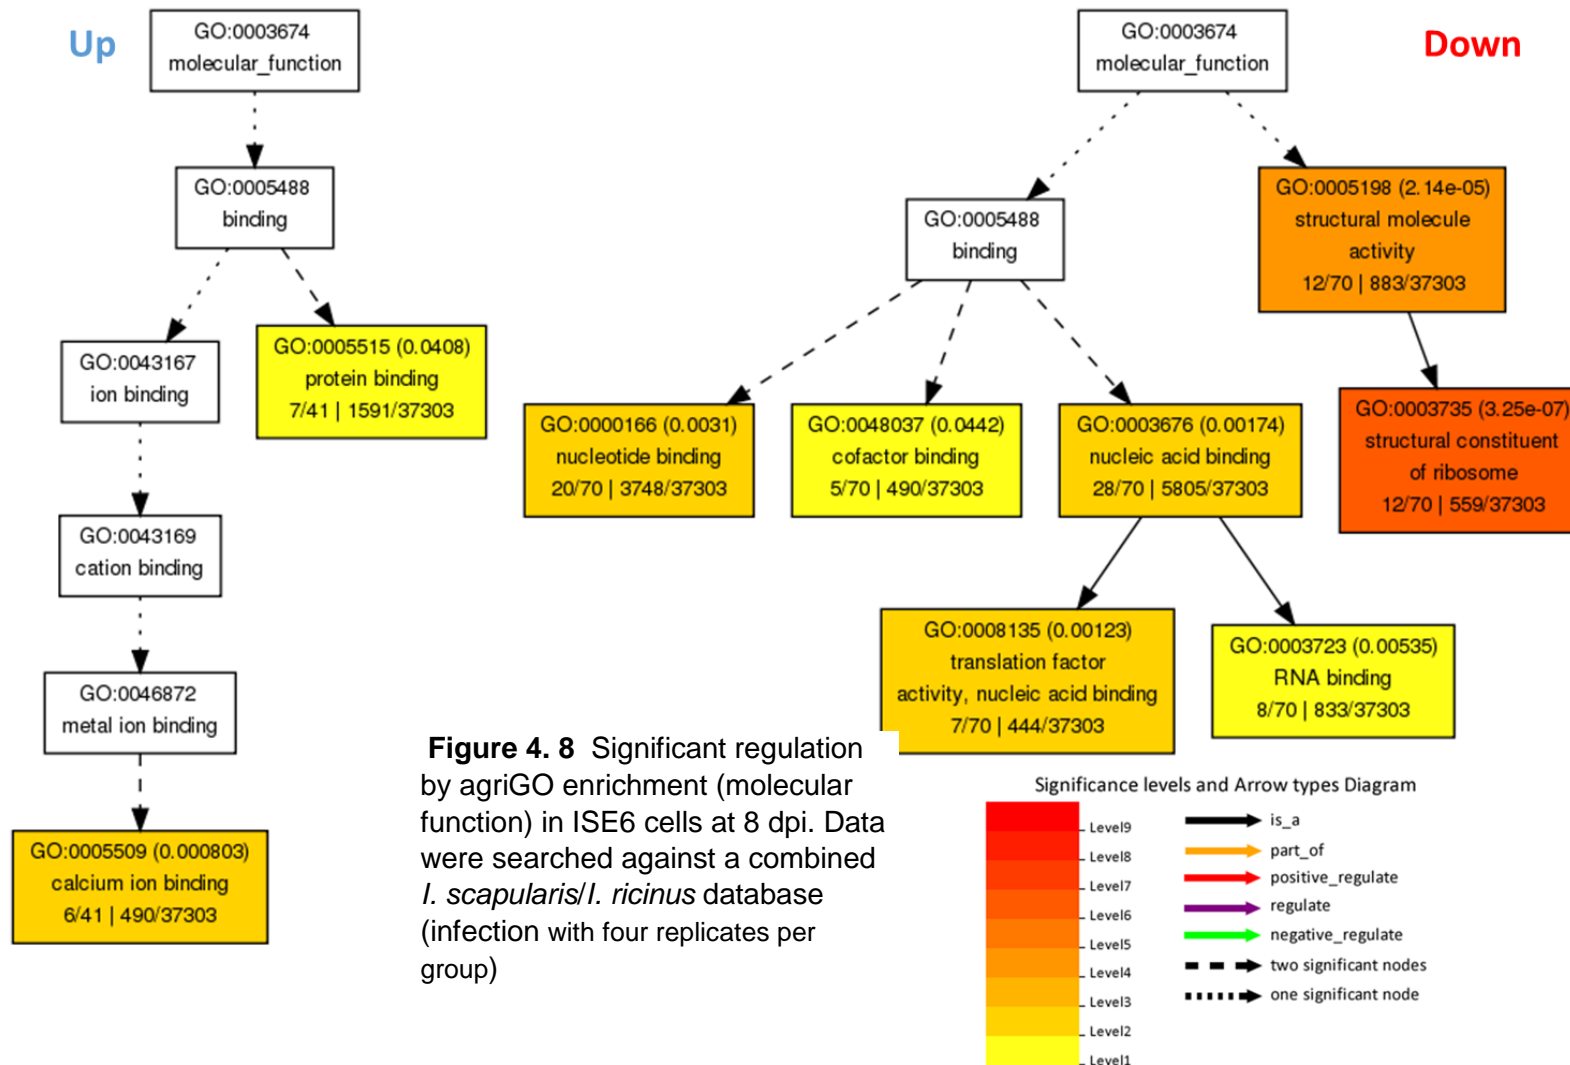 Up
GO:0003674
molecular_function
GO:0005488
binding
GO:0043167
ion binding
GO:0005515 (0.0408)
protein binding
7/41 | 1591/37303
GO:0043169
cation binding
GO:0046872
metal ion binding
GO:0005509 (0.000803)
calcium ion binding
6/41 | 490/37303
Down
GO:0003674
molecular_function
GO:0005488
binding
GO:0005198 (2.14e-05)
structural molecule
activity
12/70 | 883/37303
GO:0000166 (0.0031)
nucleotide binding
20/70 | 3748/37303
GO:0048037 (0.0442)
cofactor binding
5/70 | 490/37303
GO:0003676 (0.00174)
nucleic acid binding
28/70 | 5805/37303
GO:0003735 (3.25e-07)
structural constituent
of ribosome
12/70 | 559/37303
GO:0008135 (0.00123)
translation factor
activity, nucleic acid binding
7/70 | 444/37303
GO:0003723 (0.00535)
RNA binding
8/70 | 833/37303
Figure 4. 8 Significant regulation
by agriGO enrichment (molecular
function) in ISE6 cells at 8 dpi. Data
were searched against a combined
I. scapularis/I. ricinus database
(infection with four replicates per
group)
Significance levels and Arrow types Diagram
Level9
Level8
Level7
Level6
Level5
Level4
Level3
Level2
Level1
is_a
part_of
positive_regulate
regulate
negative_regulate
two significant nodes
one significant node